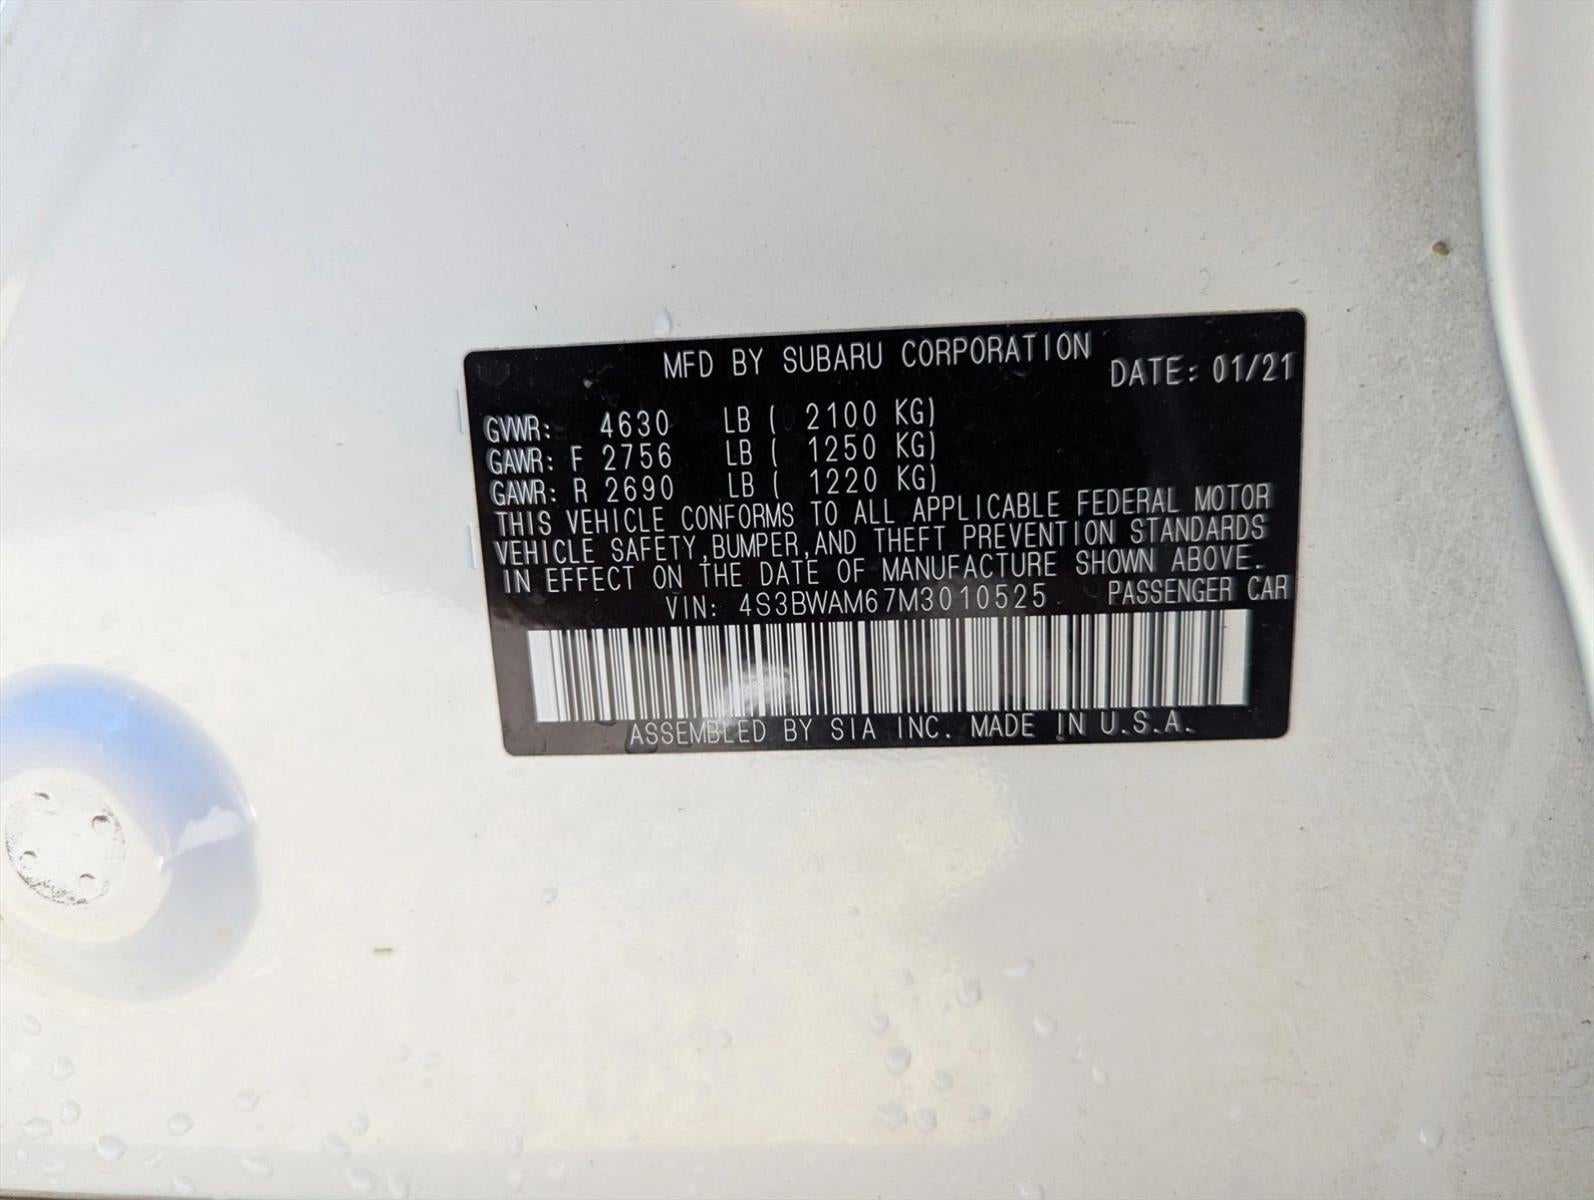 MFD BY SUBARU CORPORATION DATE: 01/21
GVWR: 4630 LB ( 2100 KG)
GAWR: F 2756 LB ( 1250 KG)
GAWR: R 2690 LB ( 1220 KG)
THIS VEHICLE CONFORMS TO ALL APPLICABLE FEDERAL MOTOR
VEHICLE SAFETY,BUMPER,AND THEFT PREVENTION STANDARDS
IN EFFECT ON THE DATE OF MANUFACTURE SHOWN ABOVE.
VIN: 4S3BWAM67M3010525 PASSENGER CAR
ASSEMBLED BY SIA INC. MADE IN U.S.A.